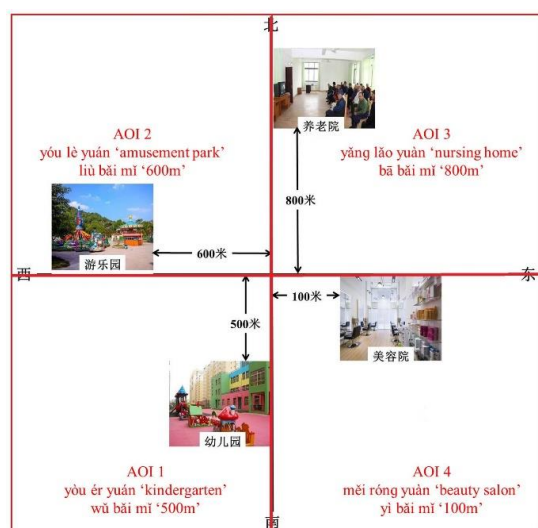 北
养老院
AOI 2
yóu lè yuán ‘amusement park’
liù bǎi mǐ ‘600m’
AOI 3
yǎng lǎo yuàn ‘nursing home’
bā bǎi mǐ ‘800m’
800米
600米
游乐园
西
东
100米
500米
美容院
幼儿园
AOI 1
yòu ér yuán ‘kindergarten’
wǔ bǎi mǐ ‘500m’
AOI 4
měi róng yuàn ‘beauty salon’
yì bǎi mǐ ‘100m’
南